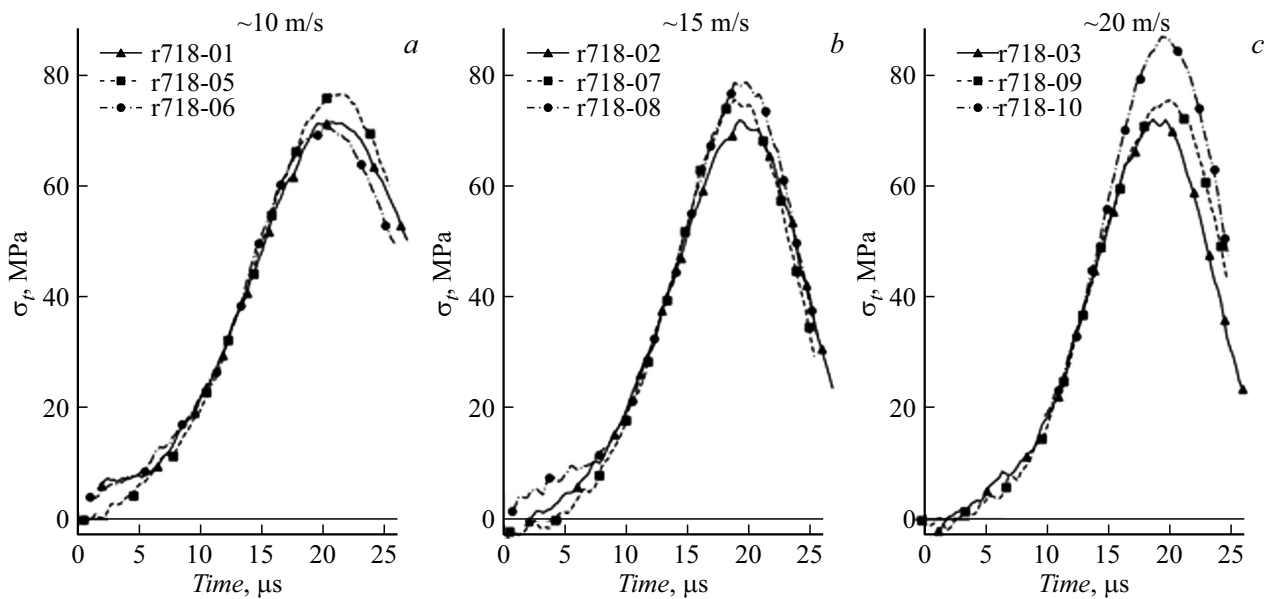 ~10 m/s
a
r718-01
r718-05
r718-06
80
60
40
20
0
σt, MPa
0 5 10 15 20 25
Time, μs
~15 m/s
b
r718-02
r718-07
r718-08
80
60
40
20
0
σt, MPa
0 5 10 15 20 25
Time, μs
~20 m/s
c
r718-03
r718-09
r718-10
80
60
40
20
0
σt, MPa
0 5 10 15 20 25
Time, μs